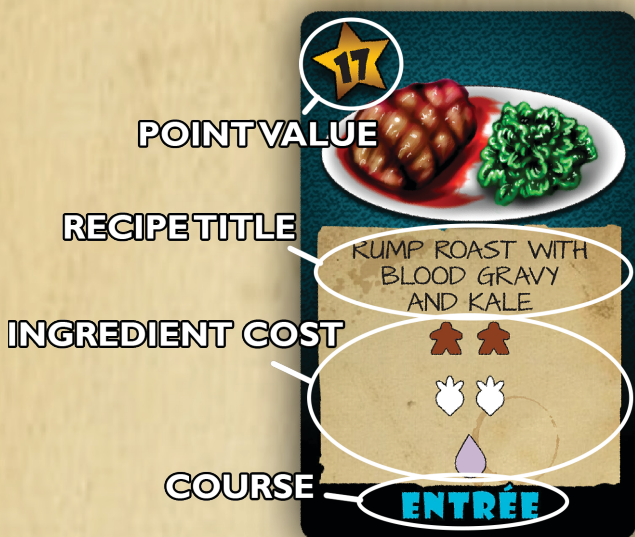 17
POINT VALUE
RECIPE TITLE
RUMP ROAST WITH
BLOOD GRAVY
AND KALE
INGREDIENT COST
COURSE
ENTRÉE